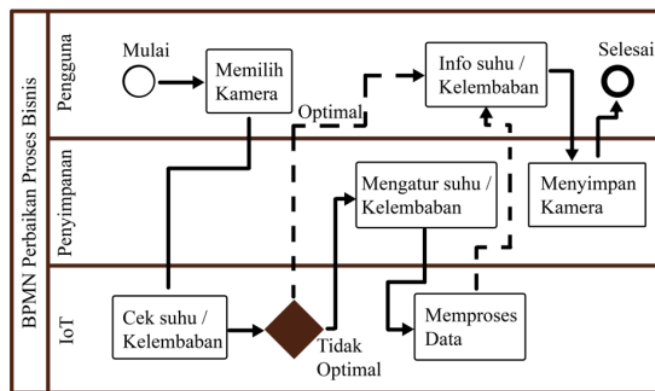 BPMN Perbaikan Proses Bisnis
Pengguna
Mulai
Memilih
Kamera
Optimal
Info suhu /
Kelembaban
Selesai
Penyimpanan
Mengatur suhu /
Kelembaban
Menyimpan
Kamera
IoT
Cek suhu /
Kelembaban
Tidak
Optimal
Memproses
Data